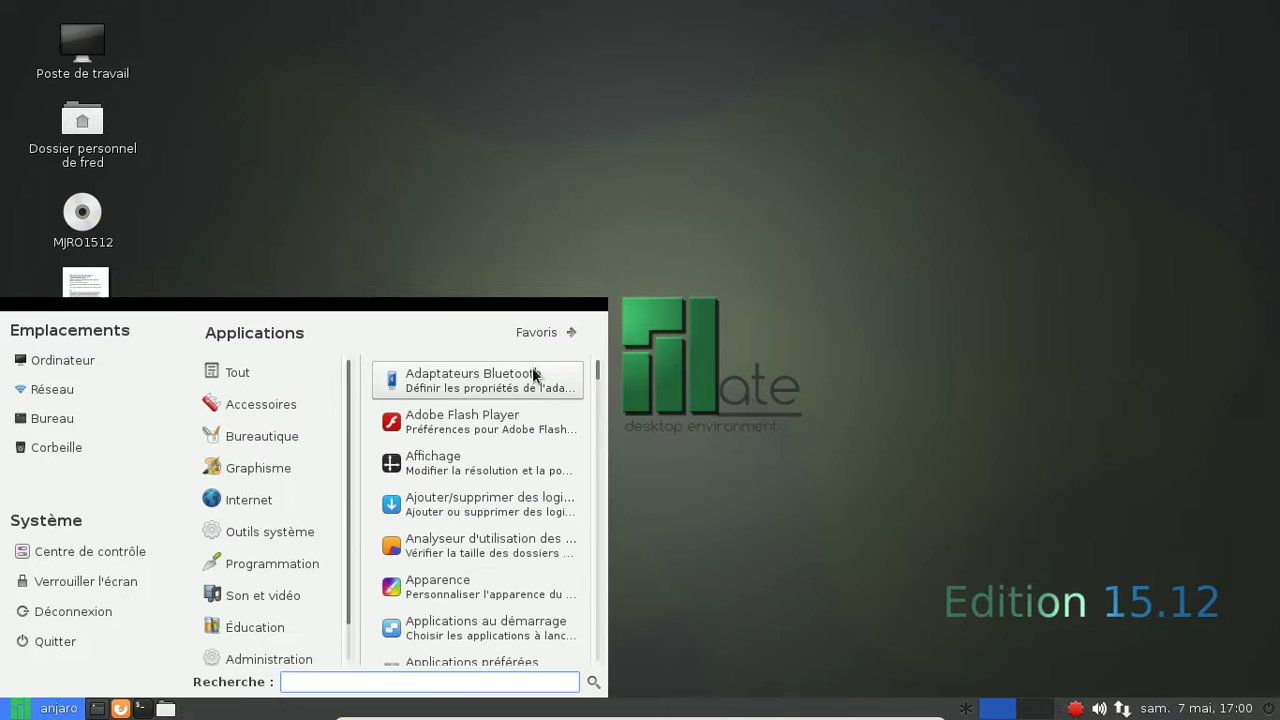 Poste de travail
Dossier personnel
de fred
MJRO1512
Emplacements
Ordinateur
Réseau
Bureau
Corbeille
Système
Centre de contrôle
Verrouiller l'écran
Déconnexion
Quitter
Applications
Favoris
Tout
Accessoires
Bureautique
Graphisme
Internet
Outils système
Programmation
Son et vidéo
Éducation
Administration
Adaptateurs Bluetooth
Définir les propriétés de l'ada...
Adobe Flash Player
Préférences pour Adobe Flash...
Affichage
Modifier la résolution et la po...
Ajouter/supprimer des logi...
Ajouter ou supprimer des logi...
Analyseur d'utilisation des ...
Vérifier la taille des dossiers ...
Apparence
Personnaliser l'apparence du ...
Applications au démarrage
Choisir les applications à lanc...
Applications préférées
Recherche :
ate
desktop environment
Edition 15.12
anjaro
sam. 7 mai, 17:00